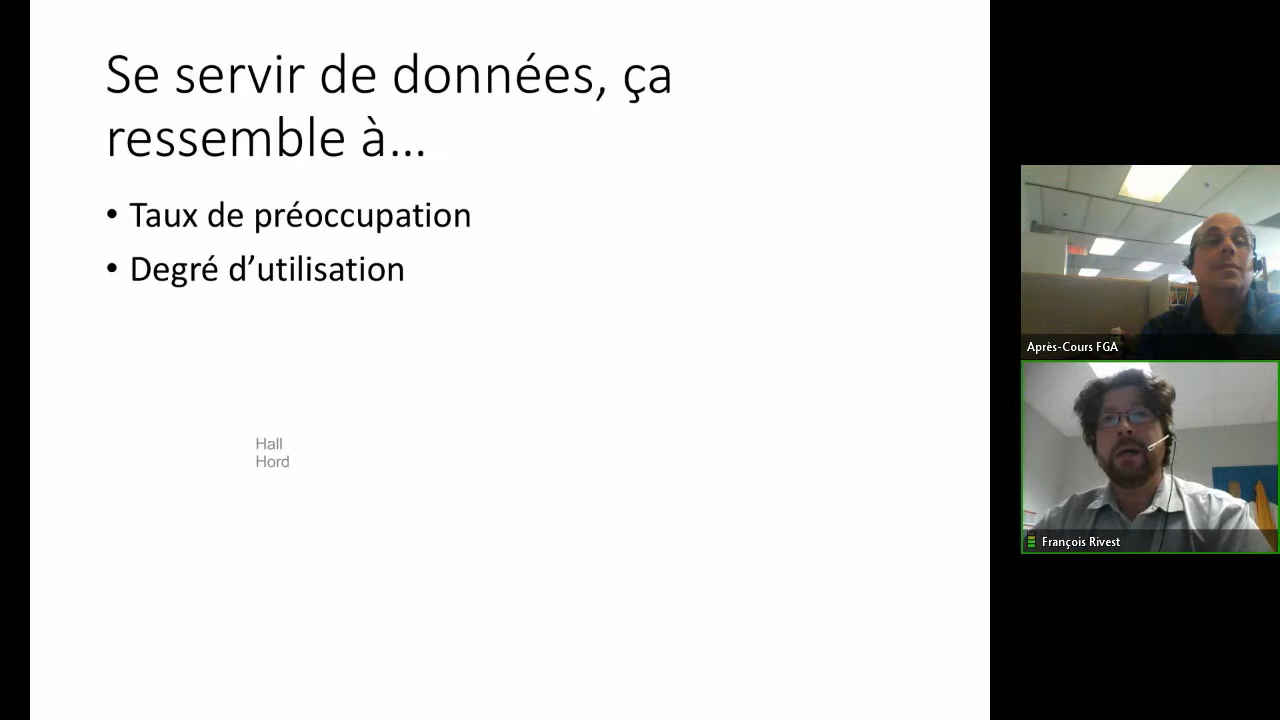 Se servir de données, ça
ressemble à...
• Taux de préoccupation
• Degré d’utilisation
Hall
Hord
Après-Cours FGA
François Rivest